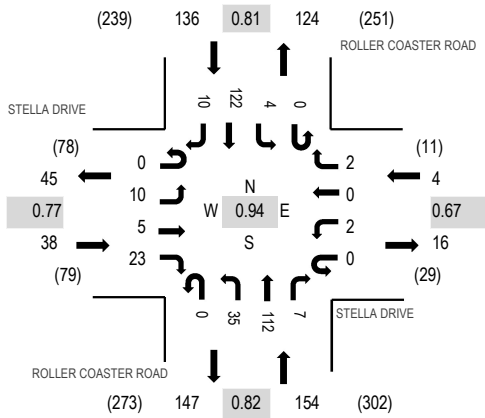 (239) 136 0.81 124 (251)
ROLLER COASTER ROAD
10 122 4 0
STELLA DRIVE
(78) (11)
0 2
45 4
10 0
N
0.77 W 0.94 E 0.67
5 2
S
38 16
23 0
(79) (29)
0 35 112 7
STELLA DRIVE
ROLLER COASTER ROAD
(273) 147 0.82 154 (302)